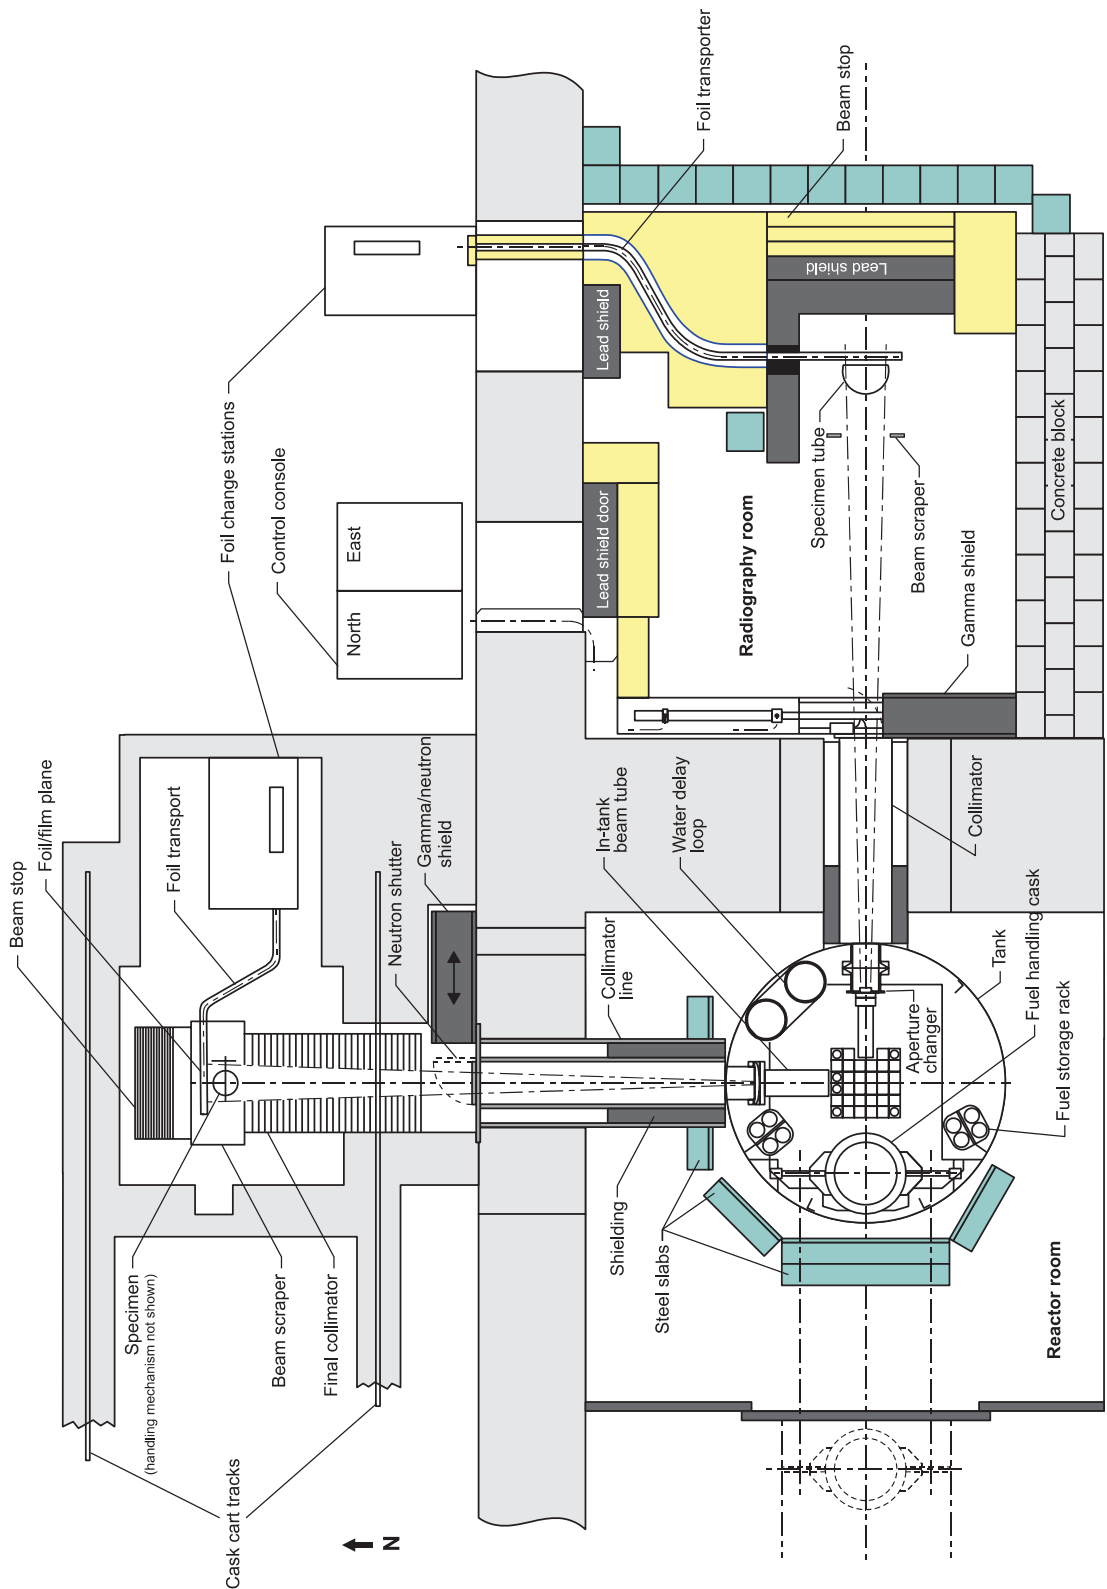 Beam stop
Foil/film plane
Foil transport
Foil change stations
Control console
North
East
Foil transporter
Beam stop
Gamma/neutron
shield
Neutron shutter
Collimator
line
In-tank
beam tube
Water delay
loop
Lead shield door
Lead shield
Lead shield
Radiography room
Specimen tube
Beam scraper
Gamma shield
Concrete block
Collimator
Aperture
changer
Tank
Fuel handling cask
Fuel storage rack
Shielding
Steel slabs
Reactor room
Specimen
(handling mechanism not shown)
Beam scraper
Final collimator
Cask cart tracks
N